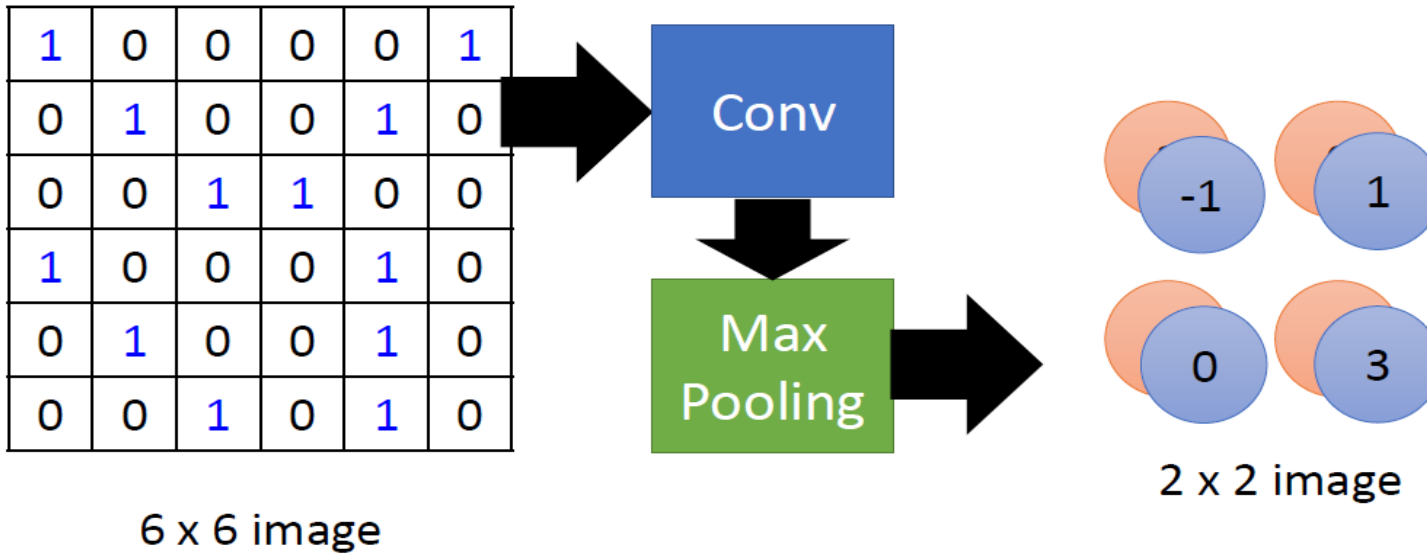 1 0 0 0 0 1
0 1 0 0 1 0
0 0 1 1 0 0
1 0 0 0 1 0
0 1 0 0 1 0
0 0 1 0 1 0
6 x 6 image
Conv
Max
Pooling
-1 1
0 3
2 x 2 image